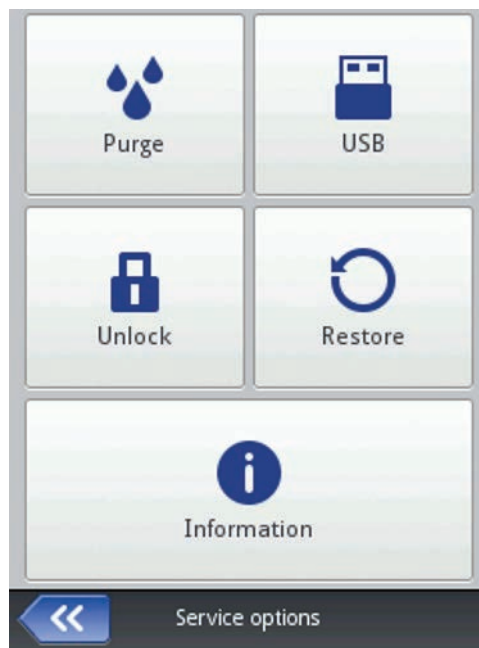 Purge
USB
Unlock
Restore
Information
Service options